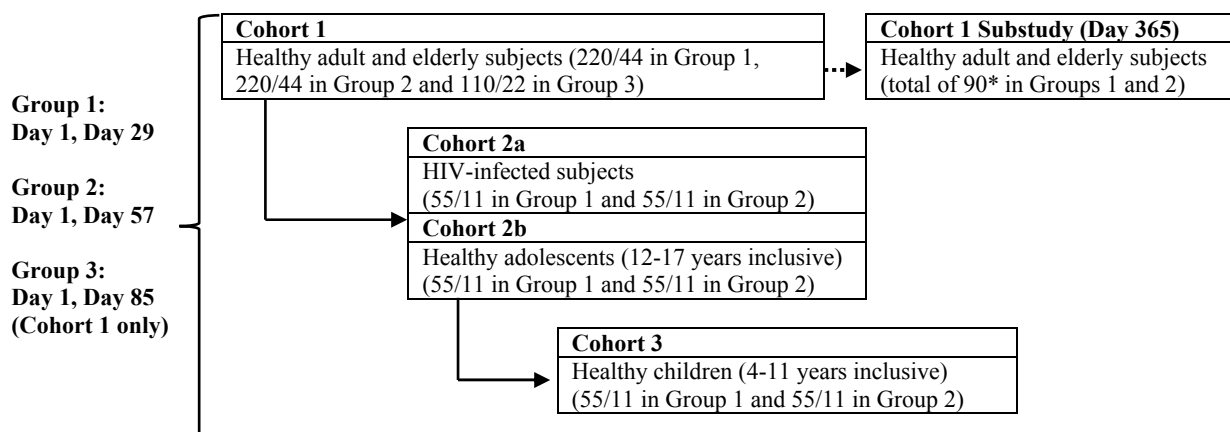 Group 1:
Day 1, Day 29
Group 2:
Day 1, Day 57
Group 3:
Day 1, Day 85
(Cohort 1 only)
Cohort 1
Healthy adult and elderly subjects (220/44 in Group 1,
220/44 in Group 2 and 110/22 in Group 3)
Cohort 1 Substudy (Day 365)
Healthy adult and elderly subjects
(total of 90* in Groups 1 and 2)
Cohort 2a
HIV-infected subjects
(55/11 in Group 1 and 55/11 in Group 2)
Cohort 2b
Healthy adolescents (12-17 years inclusive)
(55/11 in Group 1 and 55/11 in Group 2)
Cohort 3
Healthy children (4-11 years inclusive)
(55/11 in Group 1 and 55/11 in Group 2)